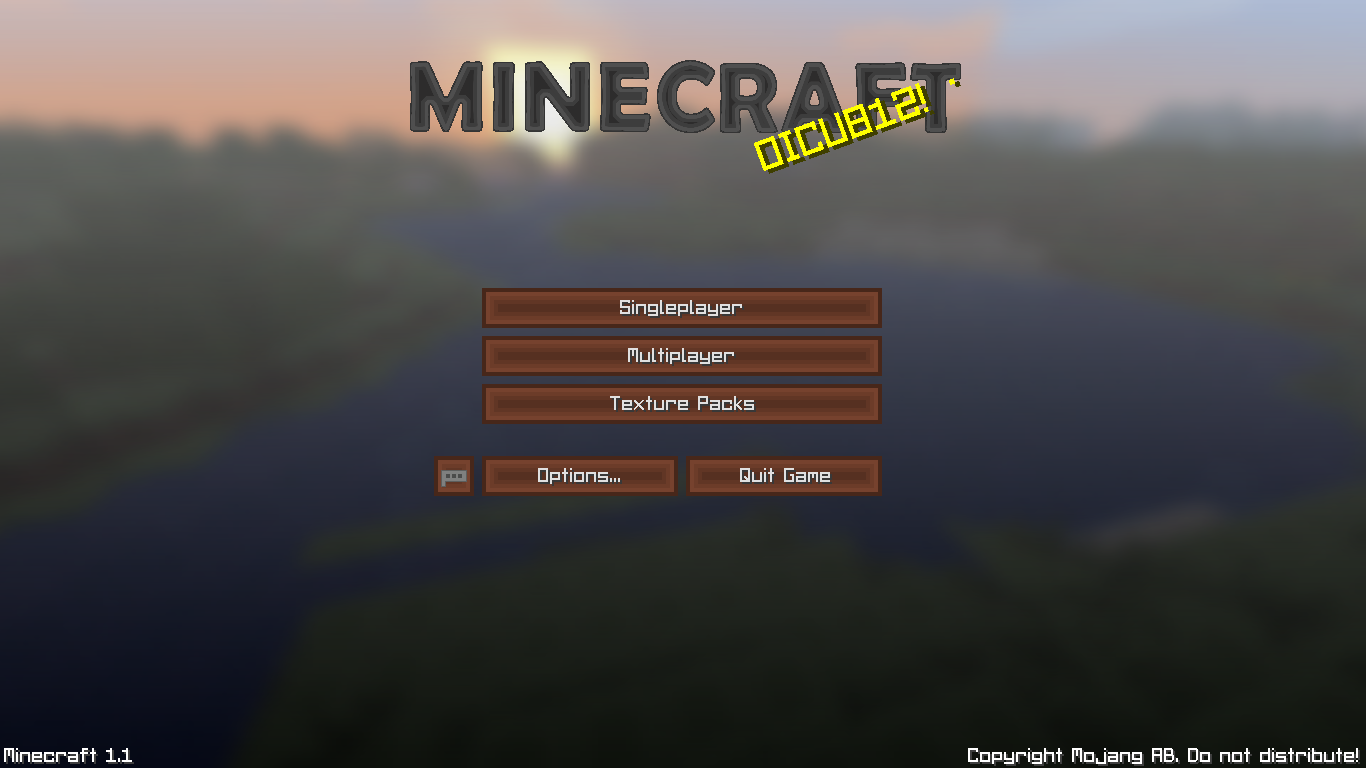 MINECRAFT
OICU812!
Singleplayer
Multiplayer
Texture Packs
Options...
Quit Game
Minecraft 1.1
Copyright Mojang AB. Do not distribute!